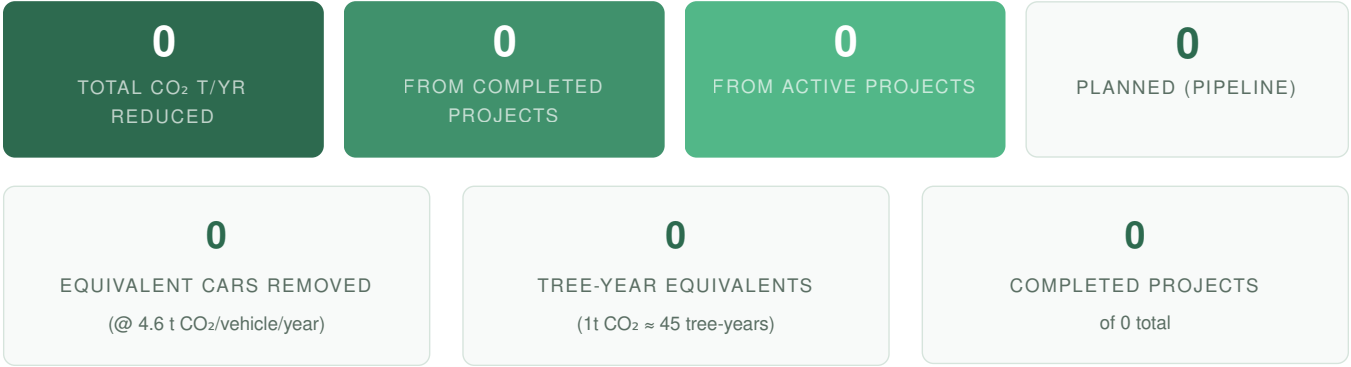 0
TOTAL CO₂ T/YR
REDUCED
0
FROM COMPLETED
PROJECTS
0
FROM ACTIVE PROJECTS
0
PLANNED (PIPELINE)
0
EQUIVALENT CARS REMOVED
(@ 4.6 t CO₂/vehicle/year)
0
TREE-YEAR EQUIVALENTS
(1t CO₂ ≈ 45 tree-years)
0
COMPLETED PROJECTS
of 0 total